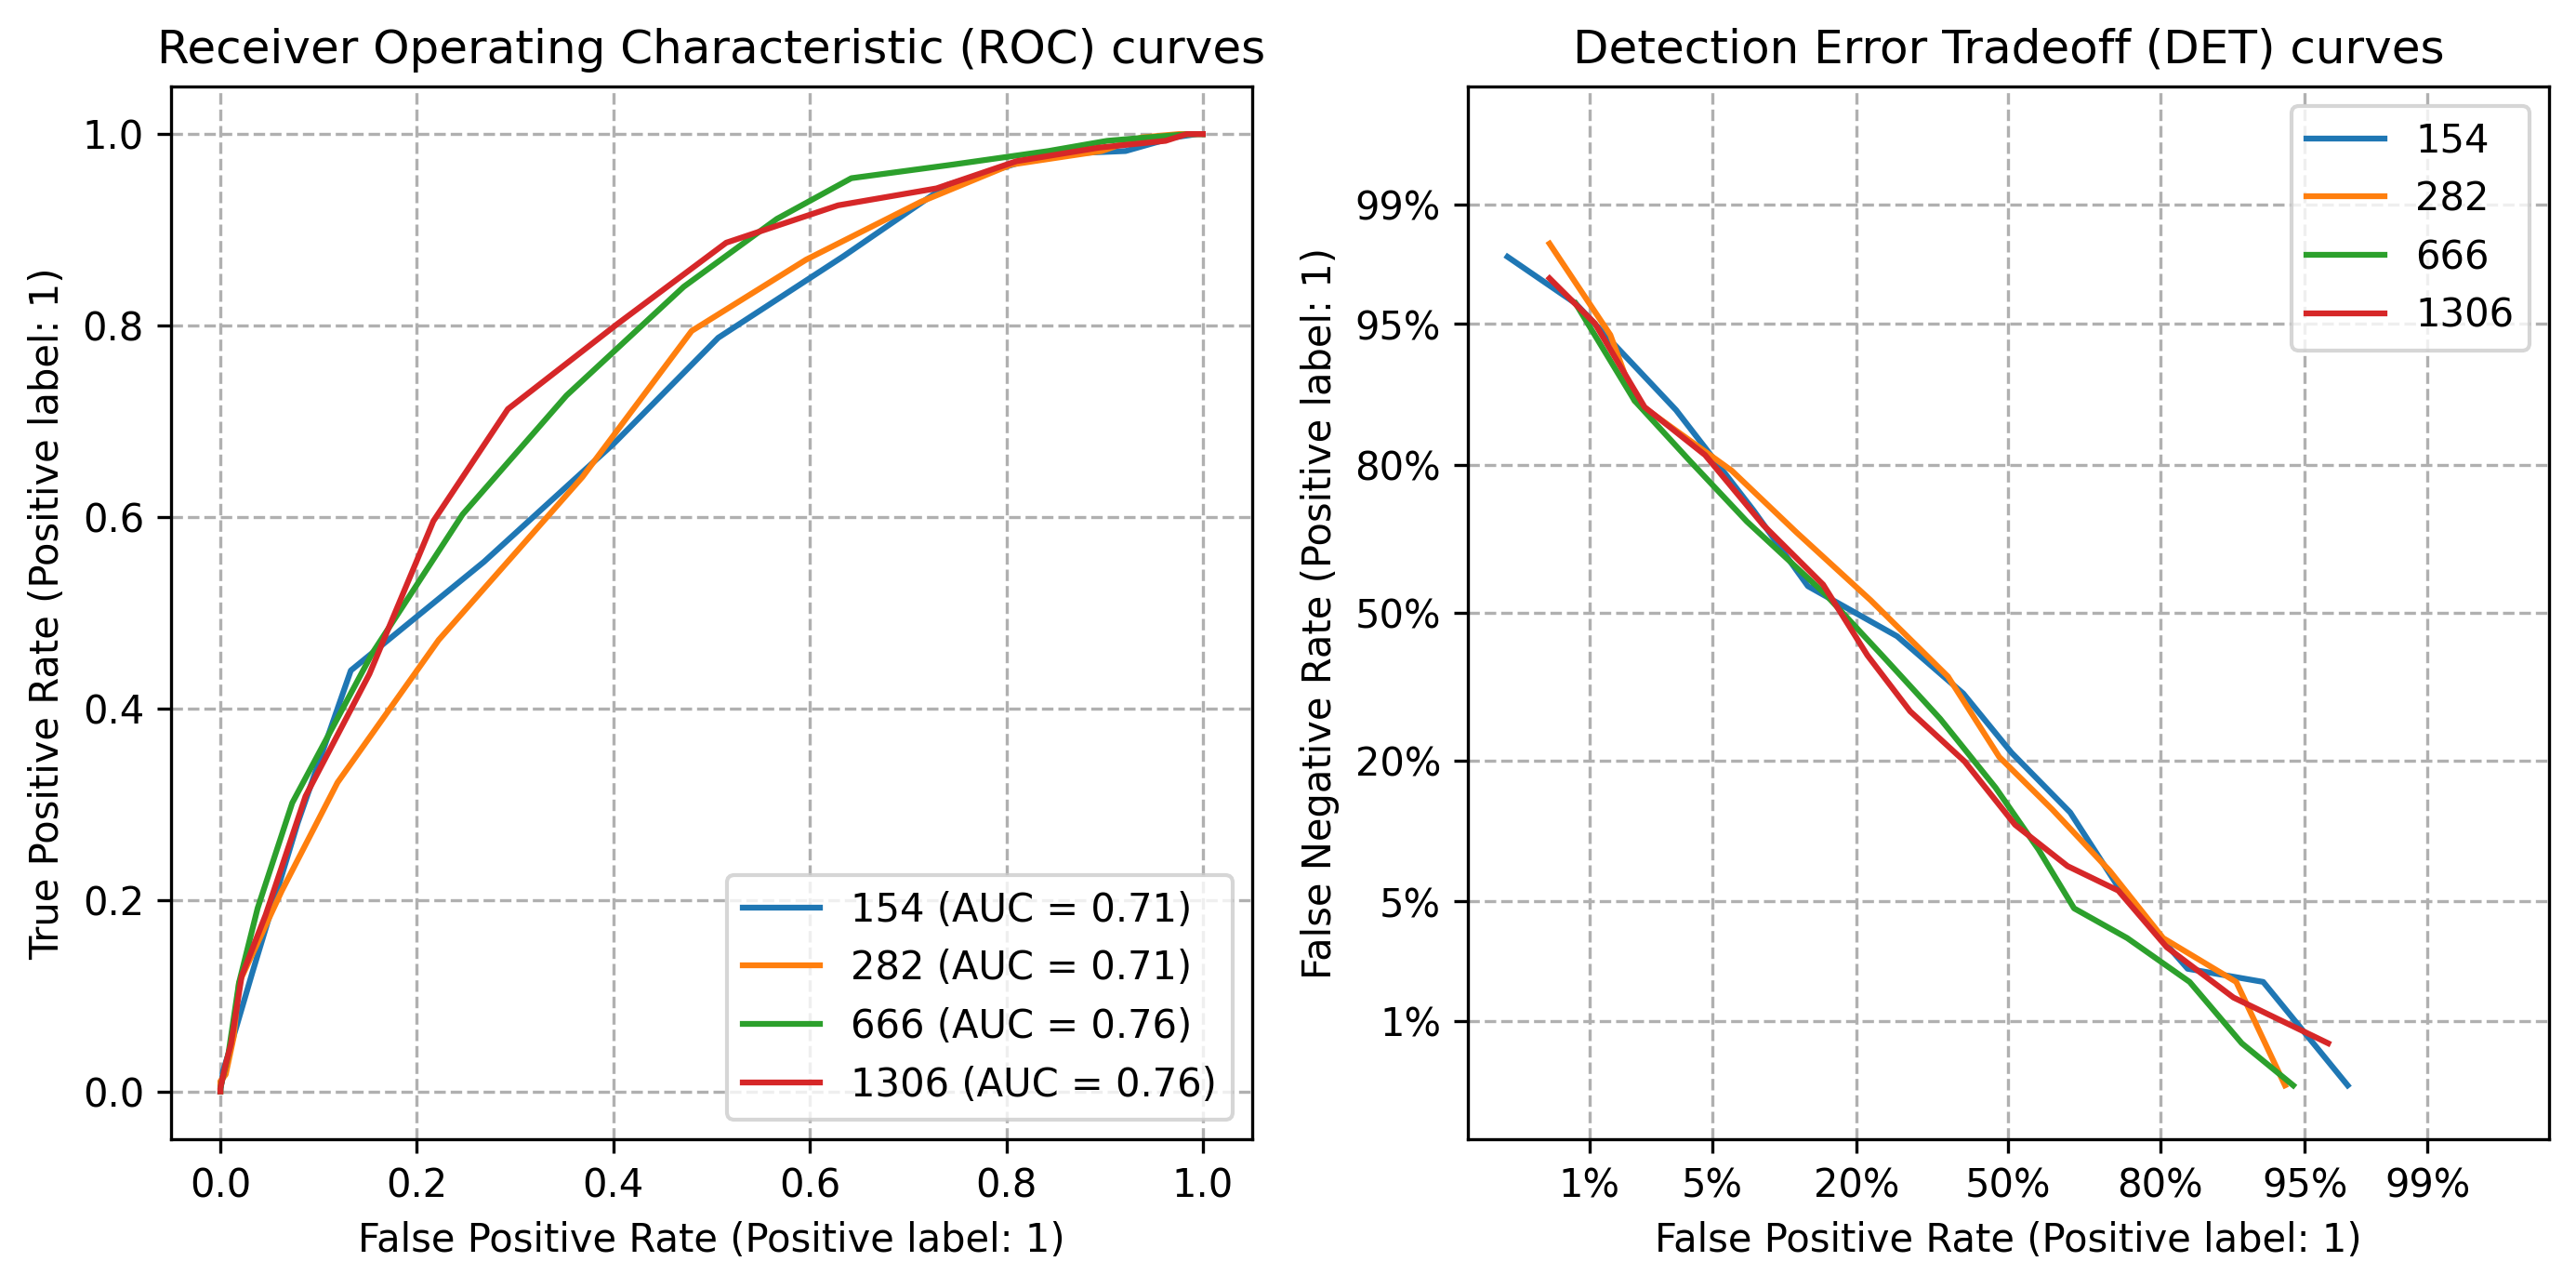 Receiver Operating Characteristic (ROC) curves
True Positive Rate (Positive label: 1)
1.0
0.8
0.6
0.4
0.2
0.0
154 (AUC = 0.71)
282 (AUC = 0.71)
666 (AUC = 0.76)
1306 (AUC = 0.76)
0.0 0.2 0.4 0.6 0.8 1.0
False Positive Rate (Positive label: 1)
Detection Error Tradeoff (DET) curves
False Negative Rate (Positive label: 1)
99%
95%
80%
50%
20%
5%
1%
154
282
666
1306
1% 5% 20% 50% 80% 95% 99%
False Positive Rate (Positive label: 1)